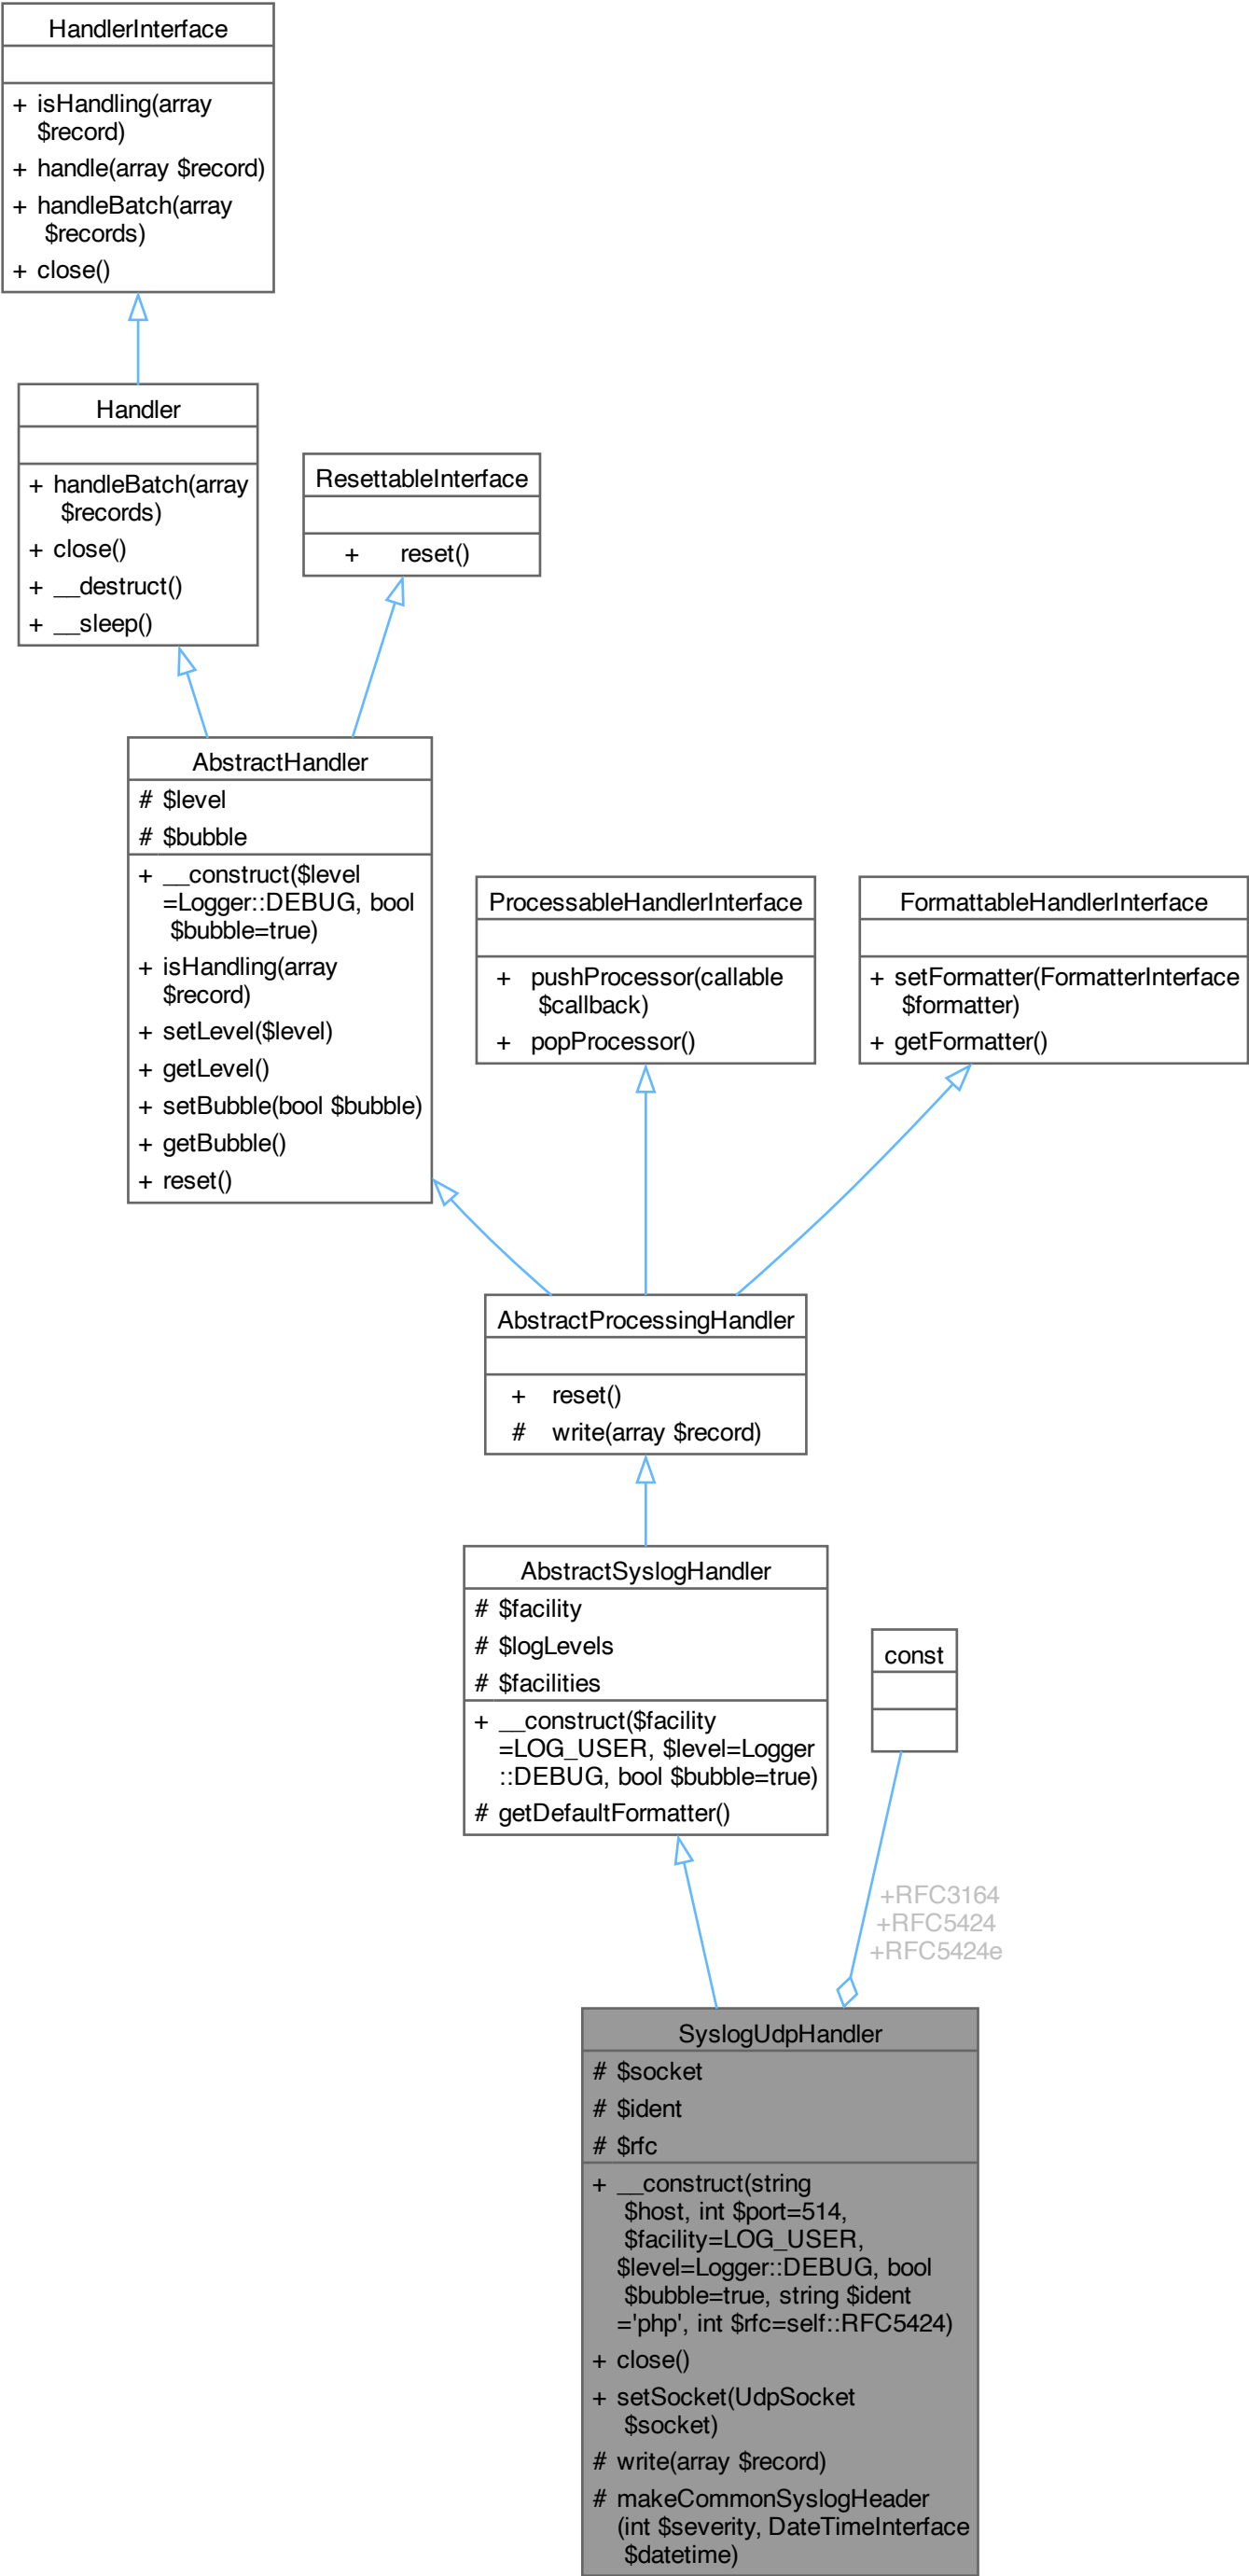 HandlerInterface
+ isHandling(array
$record)
+ handle(array $record)
+ handleBatch(array
$records)
+ close()
Handler
+ handleBatch(array
$records)
+ close()
+ __destruct()
+ __sleep()
ResettableInterface
+ reset()
AbstractHandler
# $level
# $bubble
+ __construct($level
=Logger::DEBUG, bool
$bubble=true)
+ isHandling(array
$record)
+ setLevel($level)
+ getLevel()
+ setBubble(bool $bubble)
+ getBubble()
+ reset()
ProcessableHandlerInterface
+ pushProcessor(callable
$callback)
+ popProcessor()
FormattableHandlerInterface
+ setFormatter(FormatterInterface
$formatter)
+ getFormatter()
AbstractProcessingHandler
+ reset()
# write(array $record)
AbstractSyslogHandler
# $facility
# $logLevels
# $facilities
+ __construct($facility
=LOG_USER, $level=Logger
::DEBUG, bool $bubble=true)
# getDefaultFormatter()
const
+RFC3164
+RFC5424
+RFC5424e
SyslogUdpHandler
# $socket
# $ident
# $rfc
+ __construct(string
$host, int $port=514,
$facility=LOG_USER,
$level=Logger::DEBUG, bool
$bubble=true, string $ident
='php', int $rfc=self::RFC5424)
+ close()
+ setSocket(UdpSocket
$socket)
# write(array $record)
# makeCommonSyslogHeader
(int $severity, DateTimeInterface
$datetime)